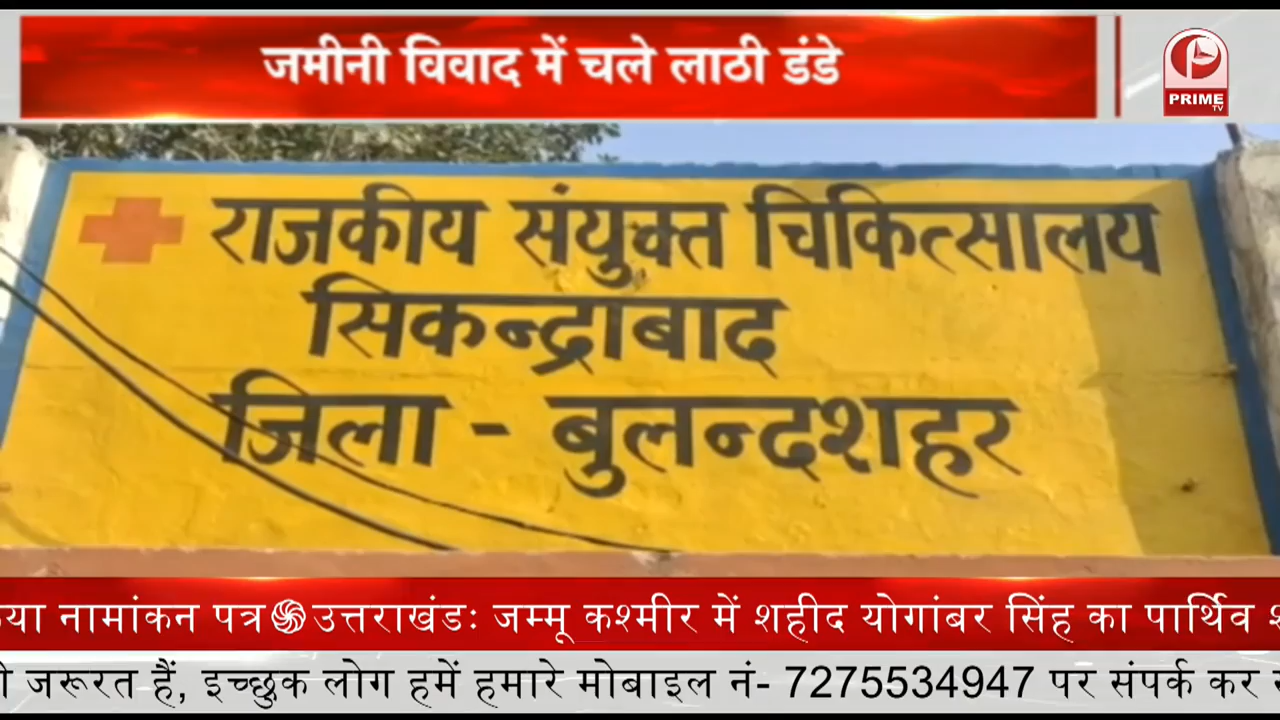 जमीनी विवाद में चले लाठी डंडे
PRIME
TV
राजकीय संयुक्त चिकित्सालय
सिकन्द्राबाद
जिला - बुलन्दशहर
नामांकन पत्र उत्तराखंडः जम्मू कश्मीर में शहीद योगांबर सिंह का पार्थिव
जरूरत हैं, इच्छुक लोग हमें हमारे मोबाइल नं- 7275534947 पर संपर्क कर